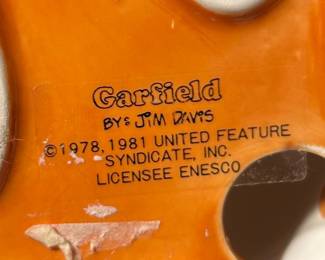 Garfield
BY: JIM DAVIS
©1978, 1981 UNITED FEATURE
SYNDICATE, INC.
LICENSEE ENESCO